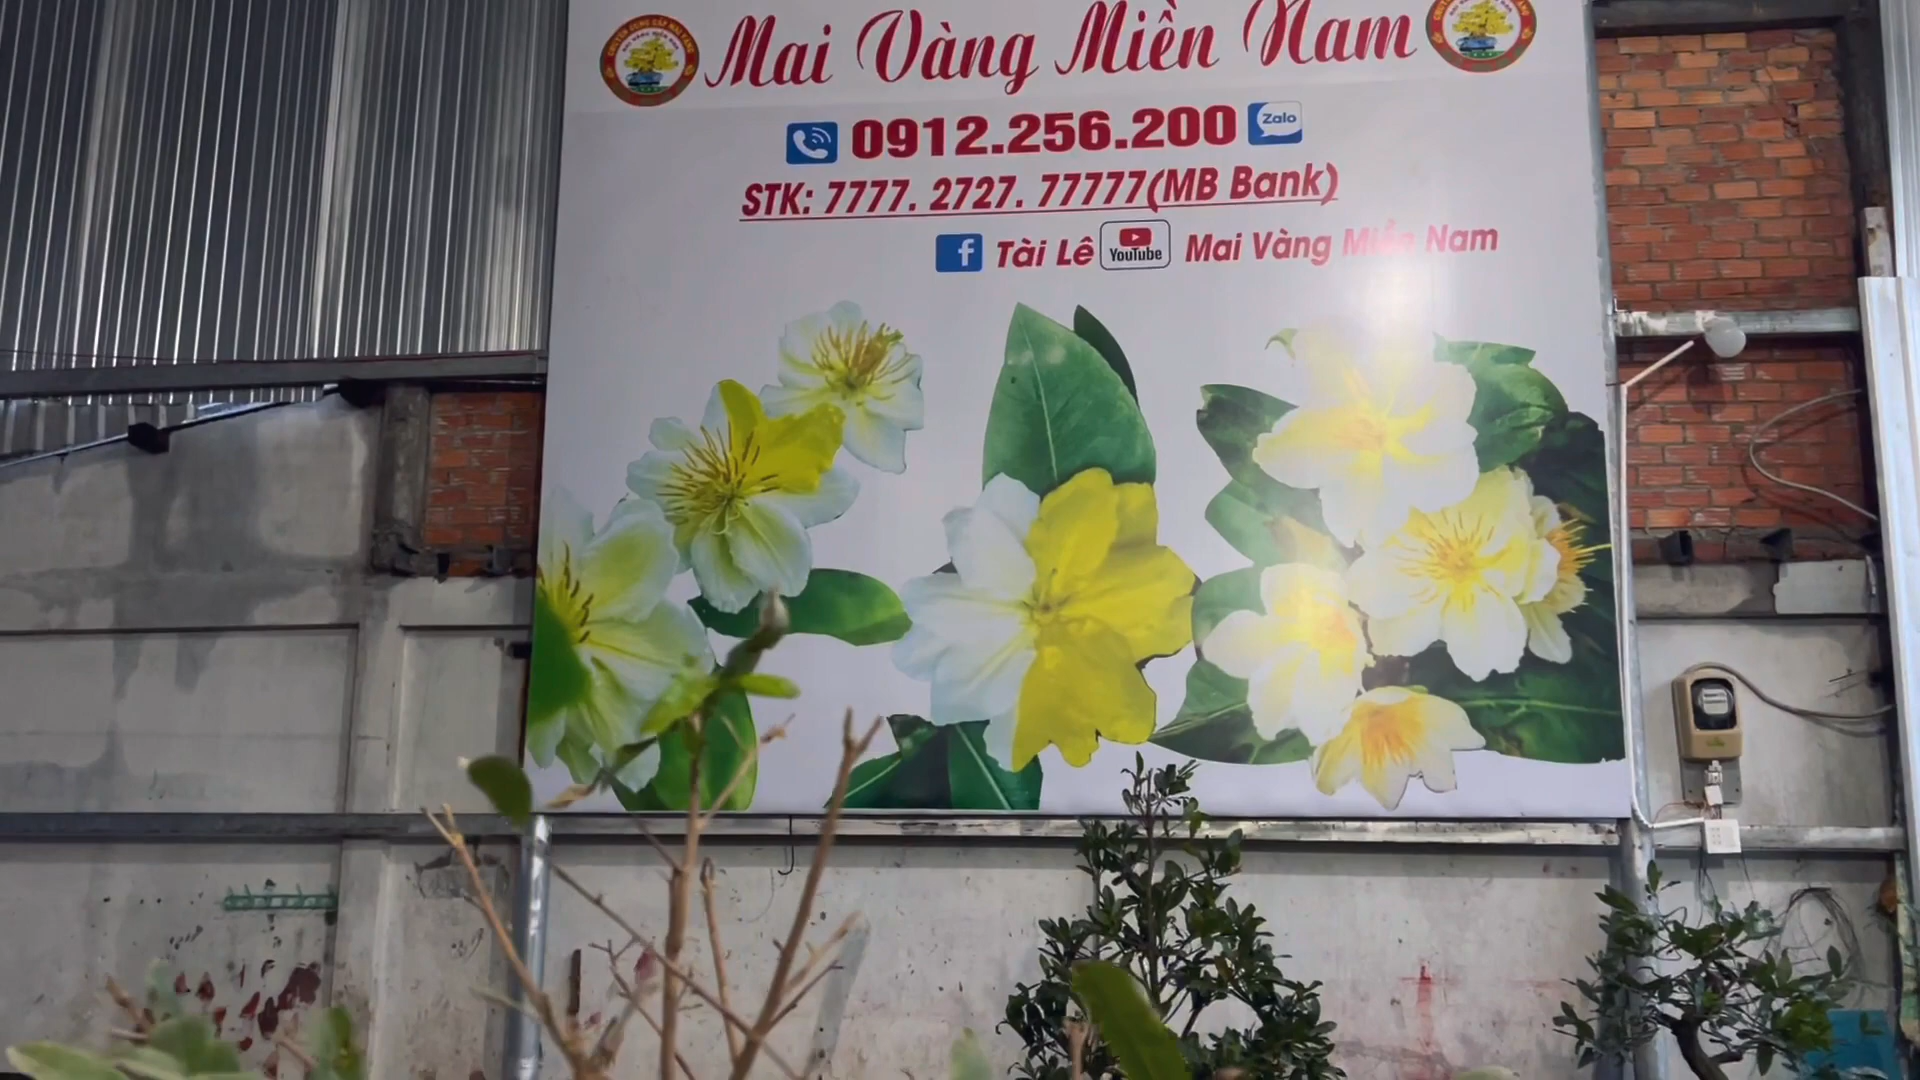 Mai Vàng Miền Nam
0912.256.200 Zalo
STK: 7777. 2727. 77777(MB Bank)
f Tài Lê YouTube Mai Vàng Miền Nam